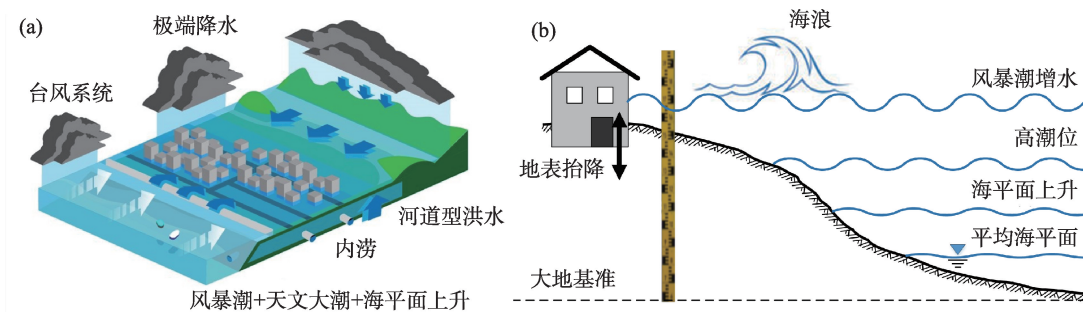 (a)
极端降水
台风系统
河道型洪水
内涝
风暴潮+天文大潮+海平面上升
(b)
海浪
风暴潮增水
高潮位
地表抬降
海平面上升
平均海平面
大地基准